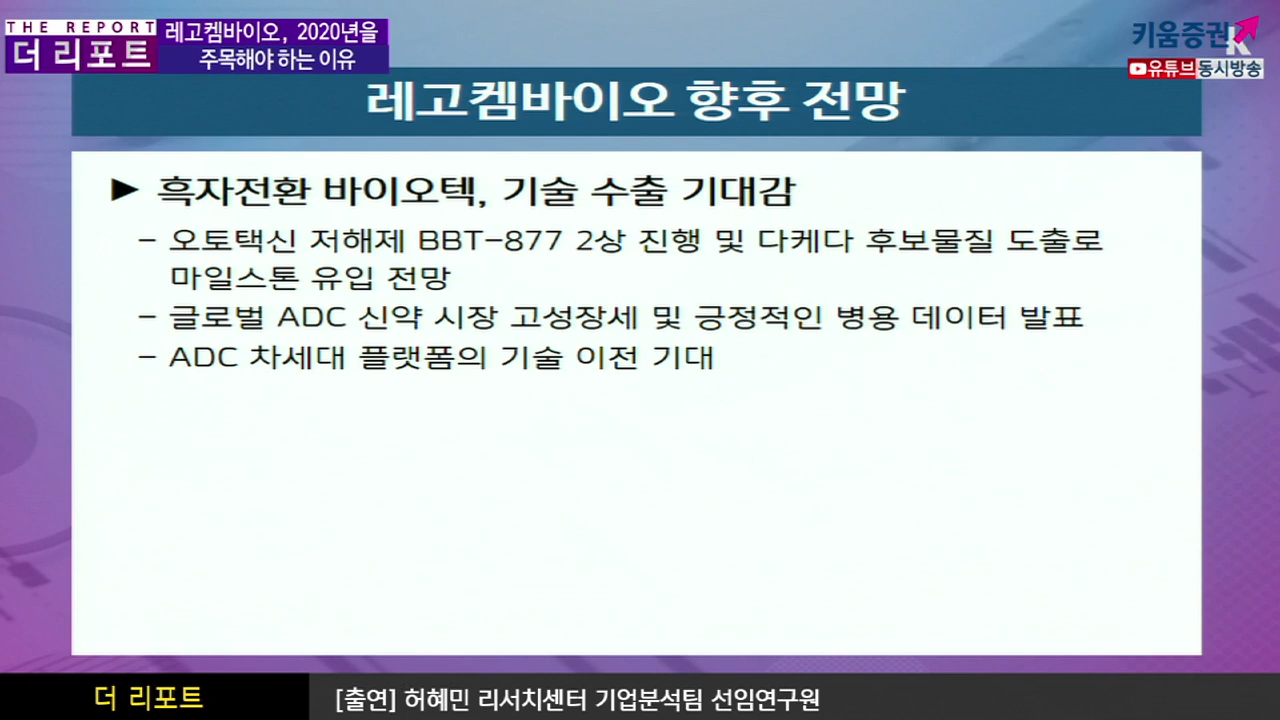 THE REPORT
더 리포트
레고켐바이오, 2020년을
주목해야 하는 이유
키움증권
유튜브동시방송
레고켐바이오 향후 전망
▶ 흑자전환 바이오텍, 기술 수출 기대감
- 오토택신 저해제 BBT-877 2상 진행 및 다케다 후보물질 도출로
마일스톤 유입 전망
- 글로벌 ADC 신약 시장 고성장세 및 긍정적인 병용 데이터 발표
- ADC 차세대 플랫폼의 기술 이전 기대
더 리포트
[출연] 허혜민 리서치센터 기업분석팀 선임연구원